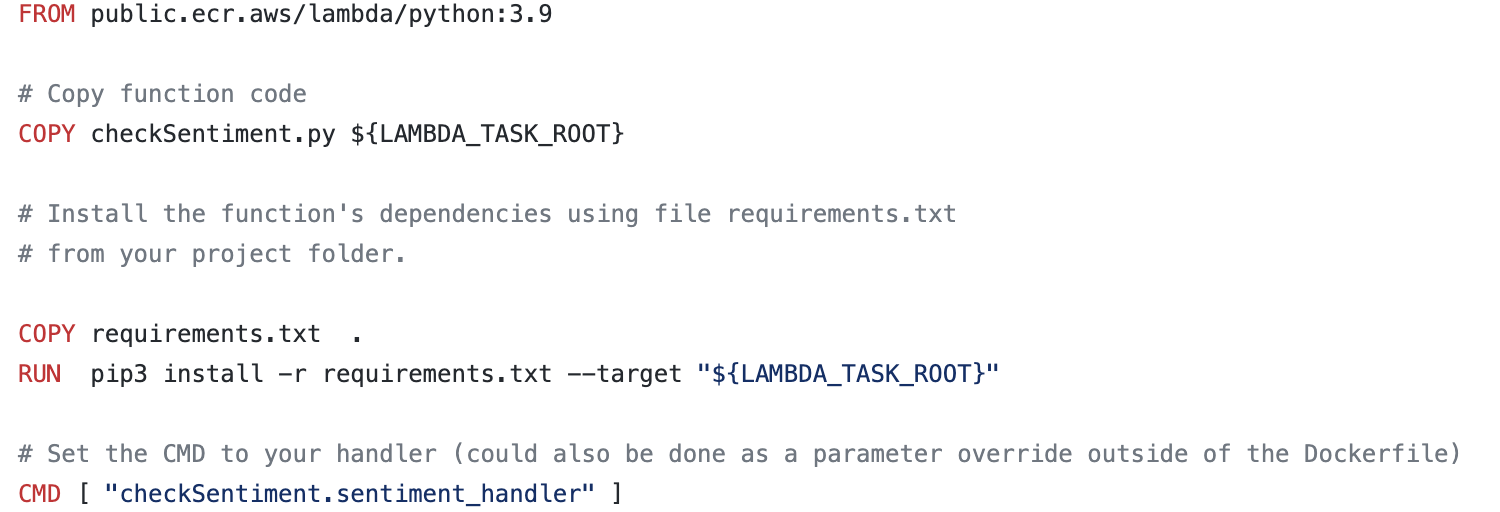 FROM public.ecr.aws/lambda/python:3.9
# Copy function code
COPY checkSentiment.py ${LAMBDA_TASK_ROOT}
# Install the function's dependencies using file requirements.txt
# from your project folder.
COPY requirements.txt  .
RUN  pip3 install -r requirements.txt --target "${LAMBDA_TASK_ROOT}"
# Set the CMD to your handler (could also be done as a parameter override outside of the Dockerfile)
CMD [ "checkSentiment.sentiment_handler" ]